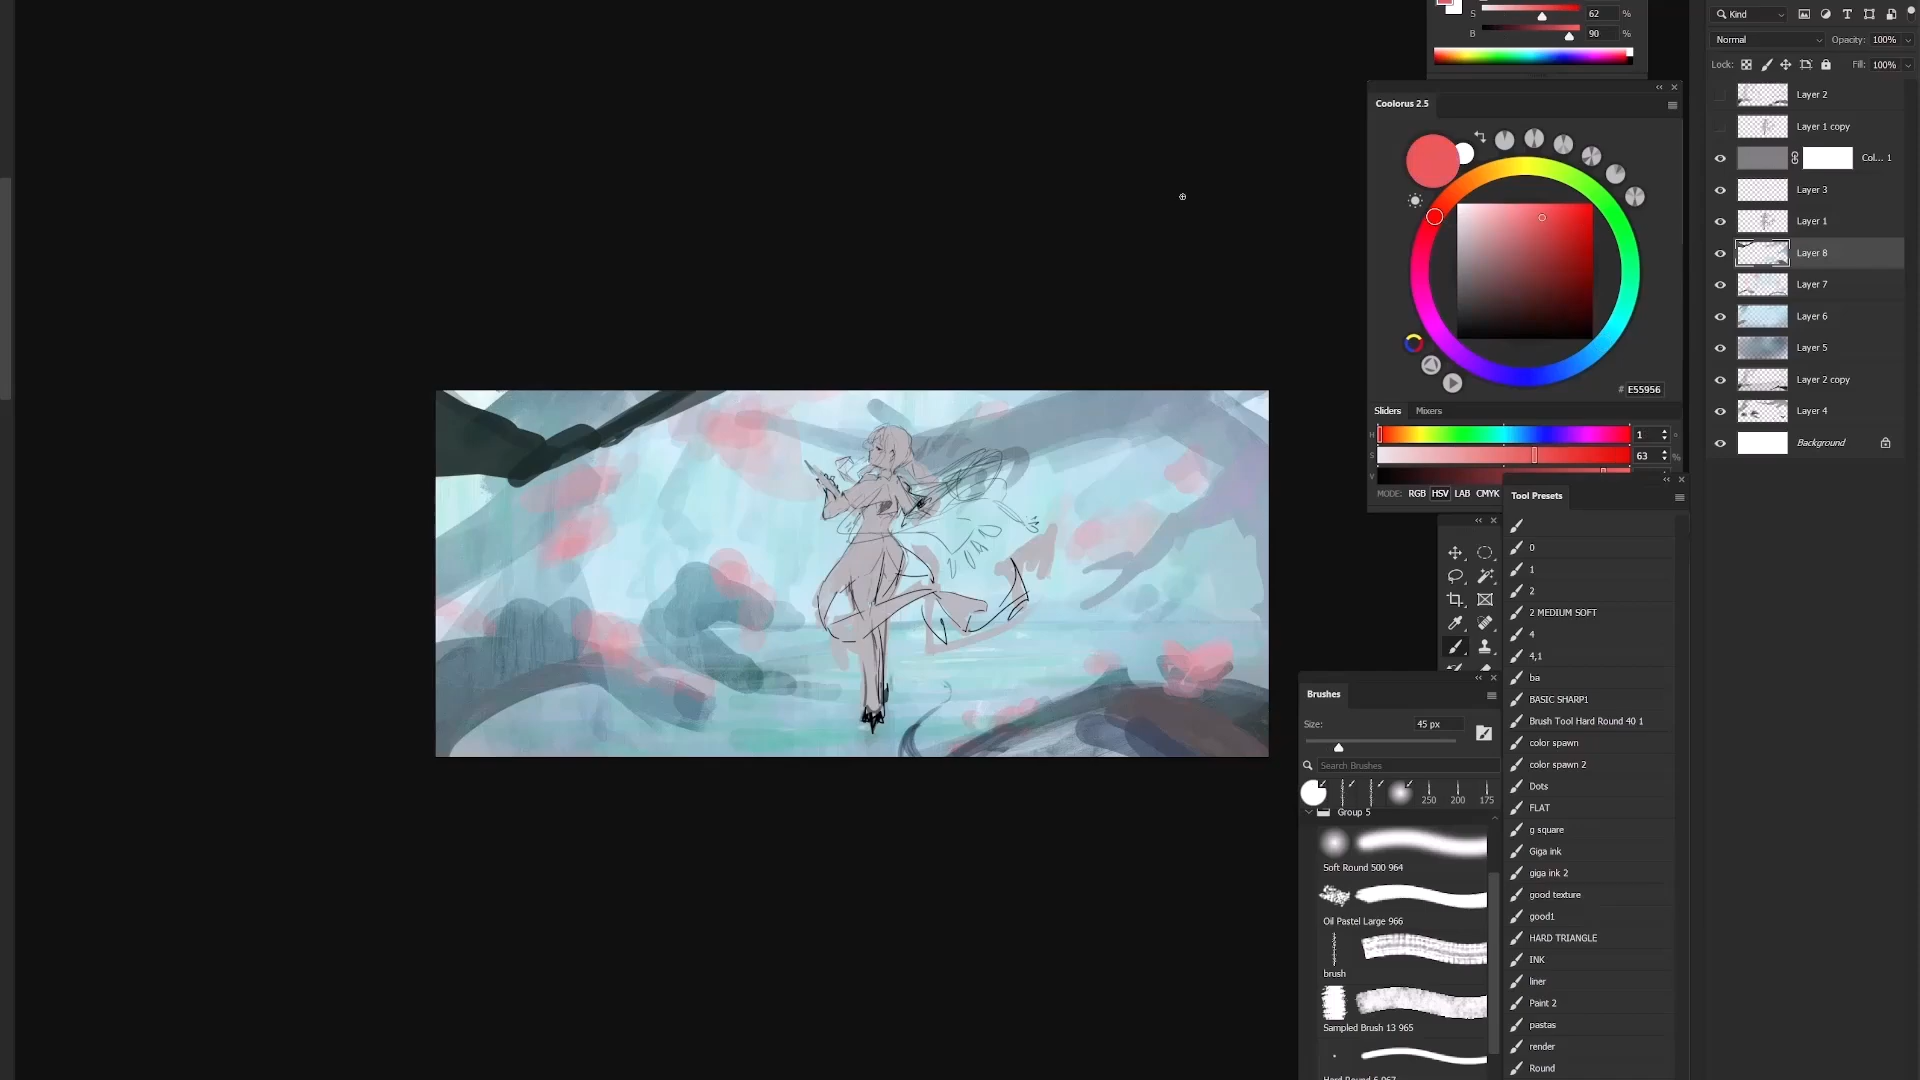 S 62 %
B 90 %
Coolorus 2.5
# E55956
Sliders Mixers
H 1 °
S 63 %
V
MODE: RGB HSV LAB CMYK
Tool Presets
0
1
2
2 MEDIUM SOFT
4
4,1
ba
BASIC SHARP1
Brush Tool Hard Round 40 1
color spawn
color spawn 2
Dots
FLAT
g square
Giga ink
giga ink 2
good texture
good1
HARD TRIANGLE
INK
liner
Paint 2
pastas
render
Round
Brushes
Size: 45 px
Search Brushes
250 200 175
Group 5
Soft Round 500 964
Oil Pastel Large 966
brush
Sampled Brush 13 965
Hard Round 6 967
Kind
Normal Opacity: 100%
Lock: Fill: 100%
Layer 2
Layer 1 copy
Col... 1
Layer 3
Layer 1
Layer 8
Layer 7
Layer 6
Layer 5
Layer 2 copy
Layer 4
Background